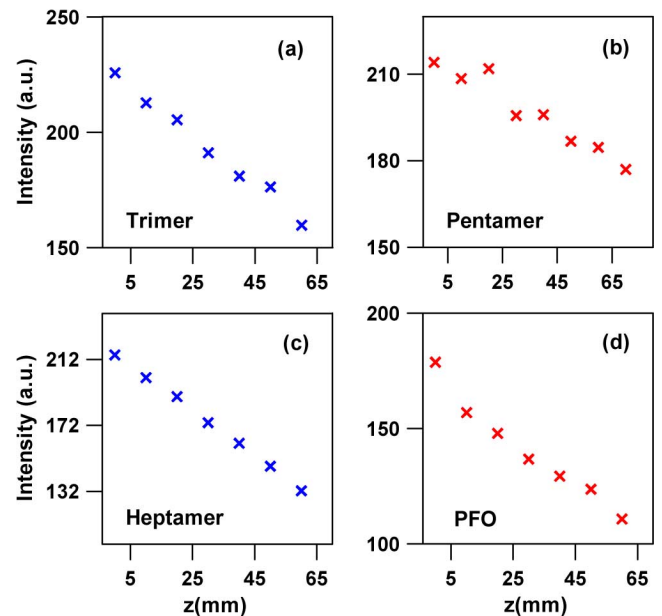 250
200
150
Intensity (a.u.)
(a)
Trimer
5 25 45 65
210
180
150
(b)
Pentamer
5 25 45 65
212
172
132
Intensity (a.u.)
(c)
Heptamer
5 25 45 65
z(mm)
200
150
100
(d)
PFO
5 25 45 65
z(mm)